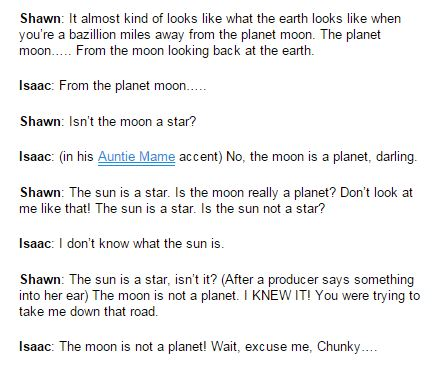 Shawn: It almost kind of looks like what the earth looks like when
you're a bazillion miles away from the planet moon. The planet
moon..... From the moon looking back at the earth.
Isaac: From the planet moon.....
Shawn: Isn't the moon a star?
Isaac: (in his Auntie Mame accent) No, the moon is a planet, darling.
Shawn: The sun is a star. Is the moon really a planet? Don't look at
me like that! The sun is a star. Is the sun not a star?
Isaac: I don't know what the sun is.
Shawn: The sun is a star, isn't it? (After a producer says something
into her ear) The moon is not a planet. I KNEW IT! You were trying to
take me down that road.
Isaac: The moon is not a planet! Wait, excuse me, Chunky....